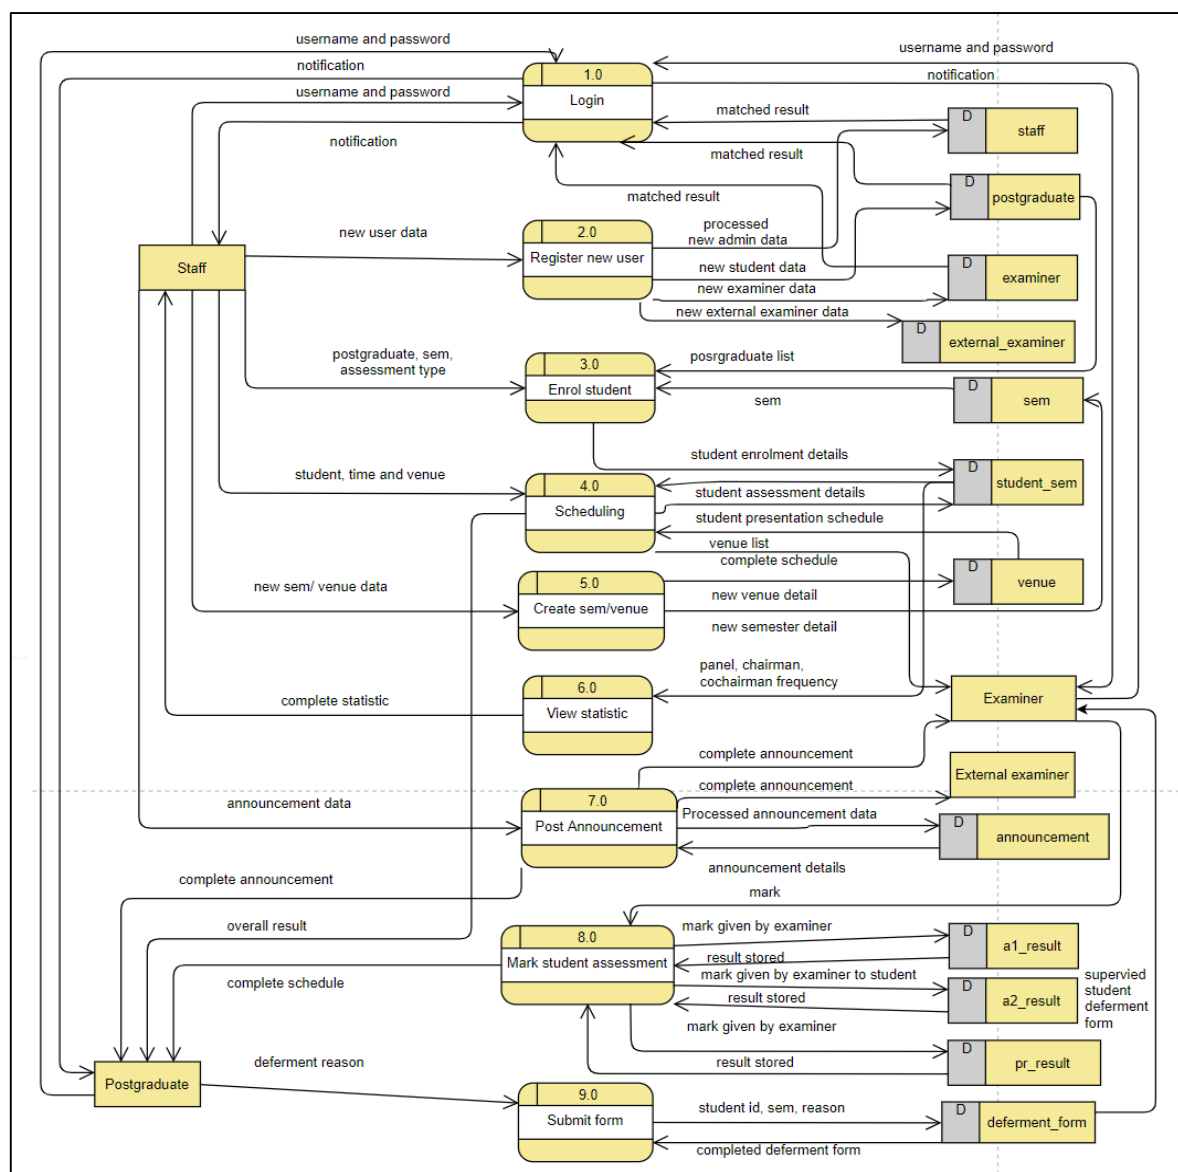 username and password
username and password
notification
notification
1.0
username and password
Login
matched result
D
staff
notification
matched result
D
postgraduate
matched result
processed
new admin data
2.0
new user data
Register new user
Staff
new student data
D
examiner
new examiner data
new external examiner data
D
external_examiner
postgraduate, sem,
assessment type
posrgraduate list
3.0
Enrol student
D
sem
sem
student enrolment details
D
student_sem
student, time and venue
4.0
student assessment details
Scheduling
student presentation schedule
venue list
complete schedule
D
venue
5.0
new sem/ venue data
new venue detail
Create sem/venue
new semester detail
panel, chairman,
cochairman frequency
6.0
complete statistic
View statistic
Examiner
complete announcement
External examiner
complete announcement
announcement data
7.0
Processed announcement data
Post Announcement
D
announcement
announcement details
complete announcement
mark
overall result
mark given by examiner
8.0
D
a1_result
Mark student assessment
result stored
mark given by examiner to student
complete schedule
result stored
D
a2_result
supervied
student
deferment
form
mark given by examiner
result stored
D
pr_result
deferment reason
Postgraduate
9.0
student id, sem, reason
Submit form
D
deferment_form
completed deferment form